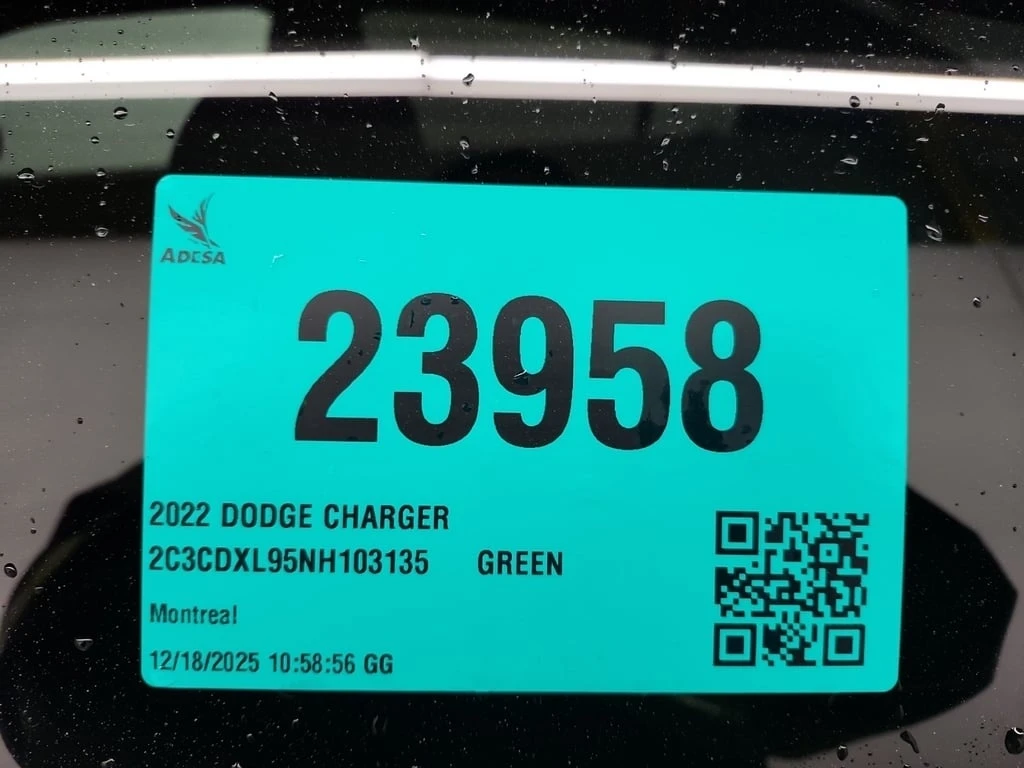 ADESA
23958
2022 DODGE CHARGER
2C3CDXL95NH103135 GREEN
Montreal
12/18/2025 10:58:56 GG